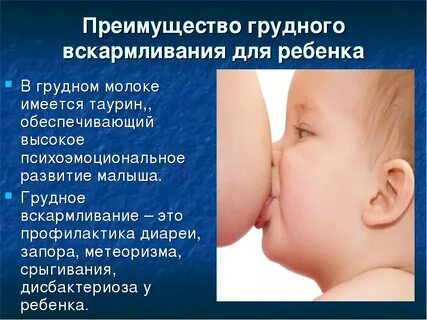 Преимущество грудного
вскармливания для ребенка
В грудном молоке
имеется таурин,,
обеспечивающий
высокое
психоэмоциональное
развитие малыша.
Грудное
вскармливание – это
профилактика диареи,
запора, метеоризма,
срыгивания,
дисбактериоза у
ребенка.